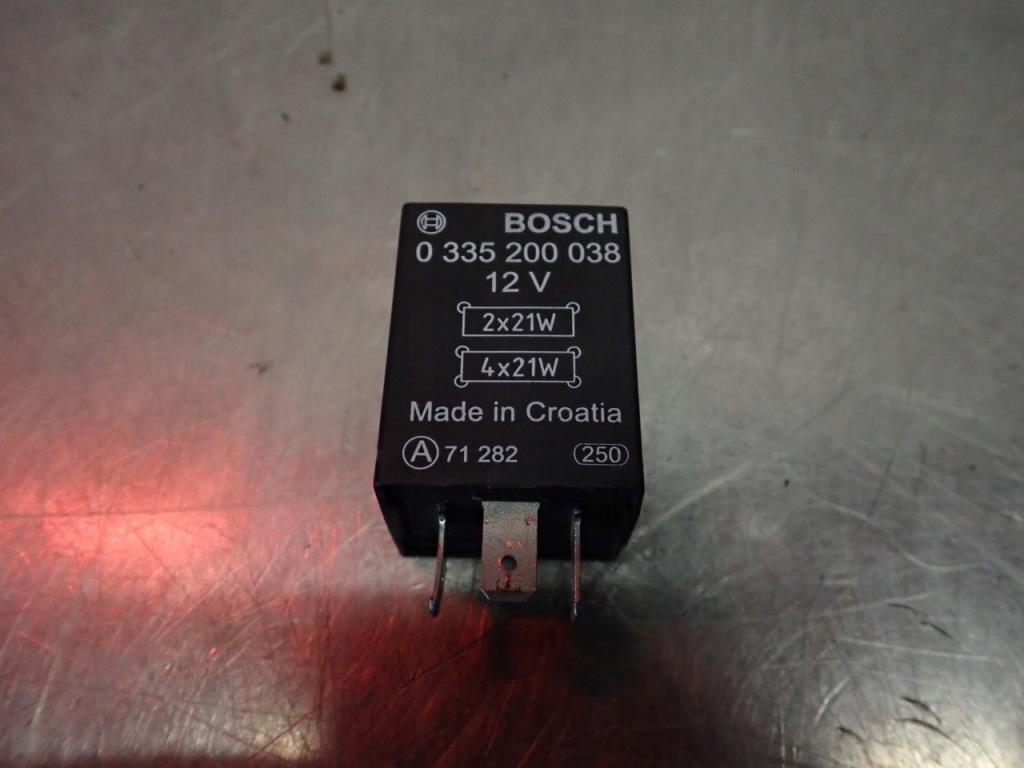 BOSCH
0 335 200 038
12 V
2x21W
4x21W
Made in Croatia
A 71 282 250